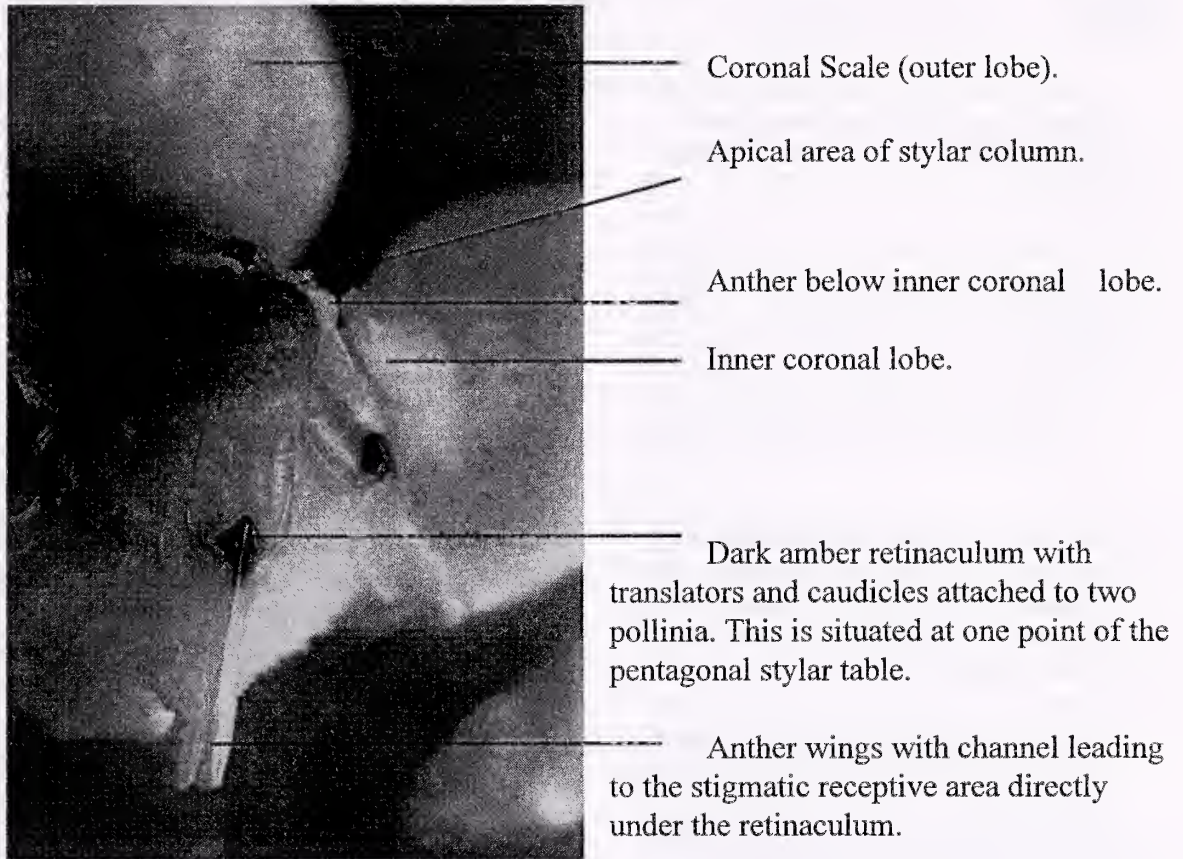 Coronal Scale (outer lobe).
Apical area of stylar column.
Anther below inner coronal lobe.
Inner coronal lobe.
Dark amber retinaculum with
translators and caudicles attached to two
pollinia. This is situated at one point of the
pentagonal stylar table.
Anther wings with channel leading
to the stigmatic receptive area directly
under the retinaculum.